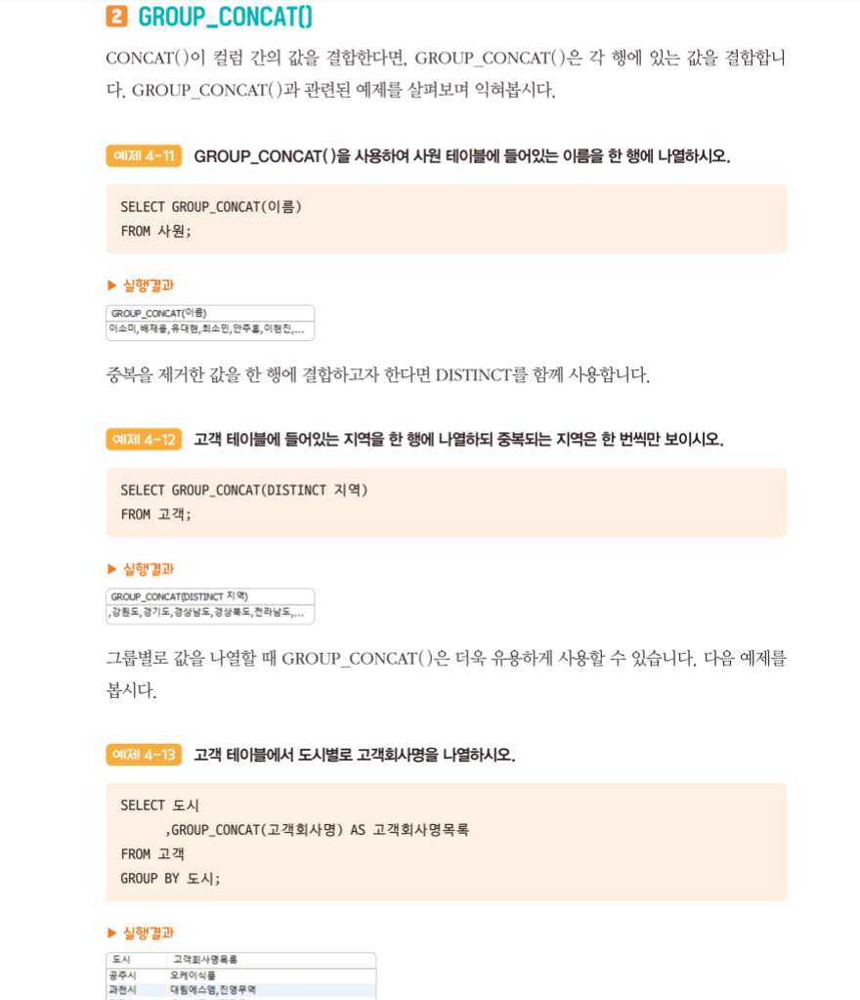 2 GROUP_CONCAT()
CONCAT()이 컬럼 간의 값을 결합한다면, GROUP_CONCAT()은 각 행에 있는 값을 결합합니
다. GROUP_CONCAT()과 관련된 예제를 살펴보며 익혀봅시다.
예제 4-11 GROUP_CONCAT()을 사용하여 사원 테이블에 들어있는 이름을 한 행에 나열하시오.
SELECT GROUP_CONCAT(이름)
FROM 사원;
▶ 실행결과
GROUP_CONCAT(이름)
이소미,배재용,유대현,최소민,안주훈,이현진,...
중복을 제거한 값을 한 행에 결합하고자 한다면 DISTINCT를 함께 사용합니다.
예제 4-12 고객 테이블에 들어있는 지역을 한 행에 나열하되 중복되는 지역은 한 번씩만 보이시오.
SELECT GROUP_CONCAT(DISTINCT 지역)
FROM 고객;
▶ 실행결과
GROUP_CONCAT(DISTINCT 지역)
,강원도,경기도,경상남도,경상북도,전라남도,...
그룹별로 값을 나열할 때 GROUP_CONCAT()은 더욱 유용하게 사용할 수 있습니다. 다음 예제를
봅시다.
예제 4-13 고객 테이블에서 도시별로 고객회사명을 나열하시오.
SELECT 도시
,GROUP_CONCAT(고객회사명) AS 고객회사명목록
FROM 고객
GROUP BY 도시;
▶ 실행결과
도시 고객회사명목록
공주시 오케이식품
과천시 대림에스엠,진영무역